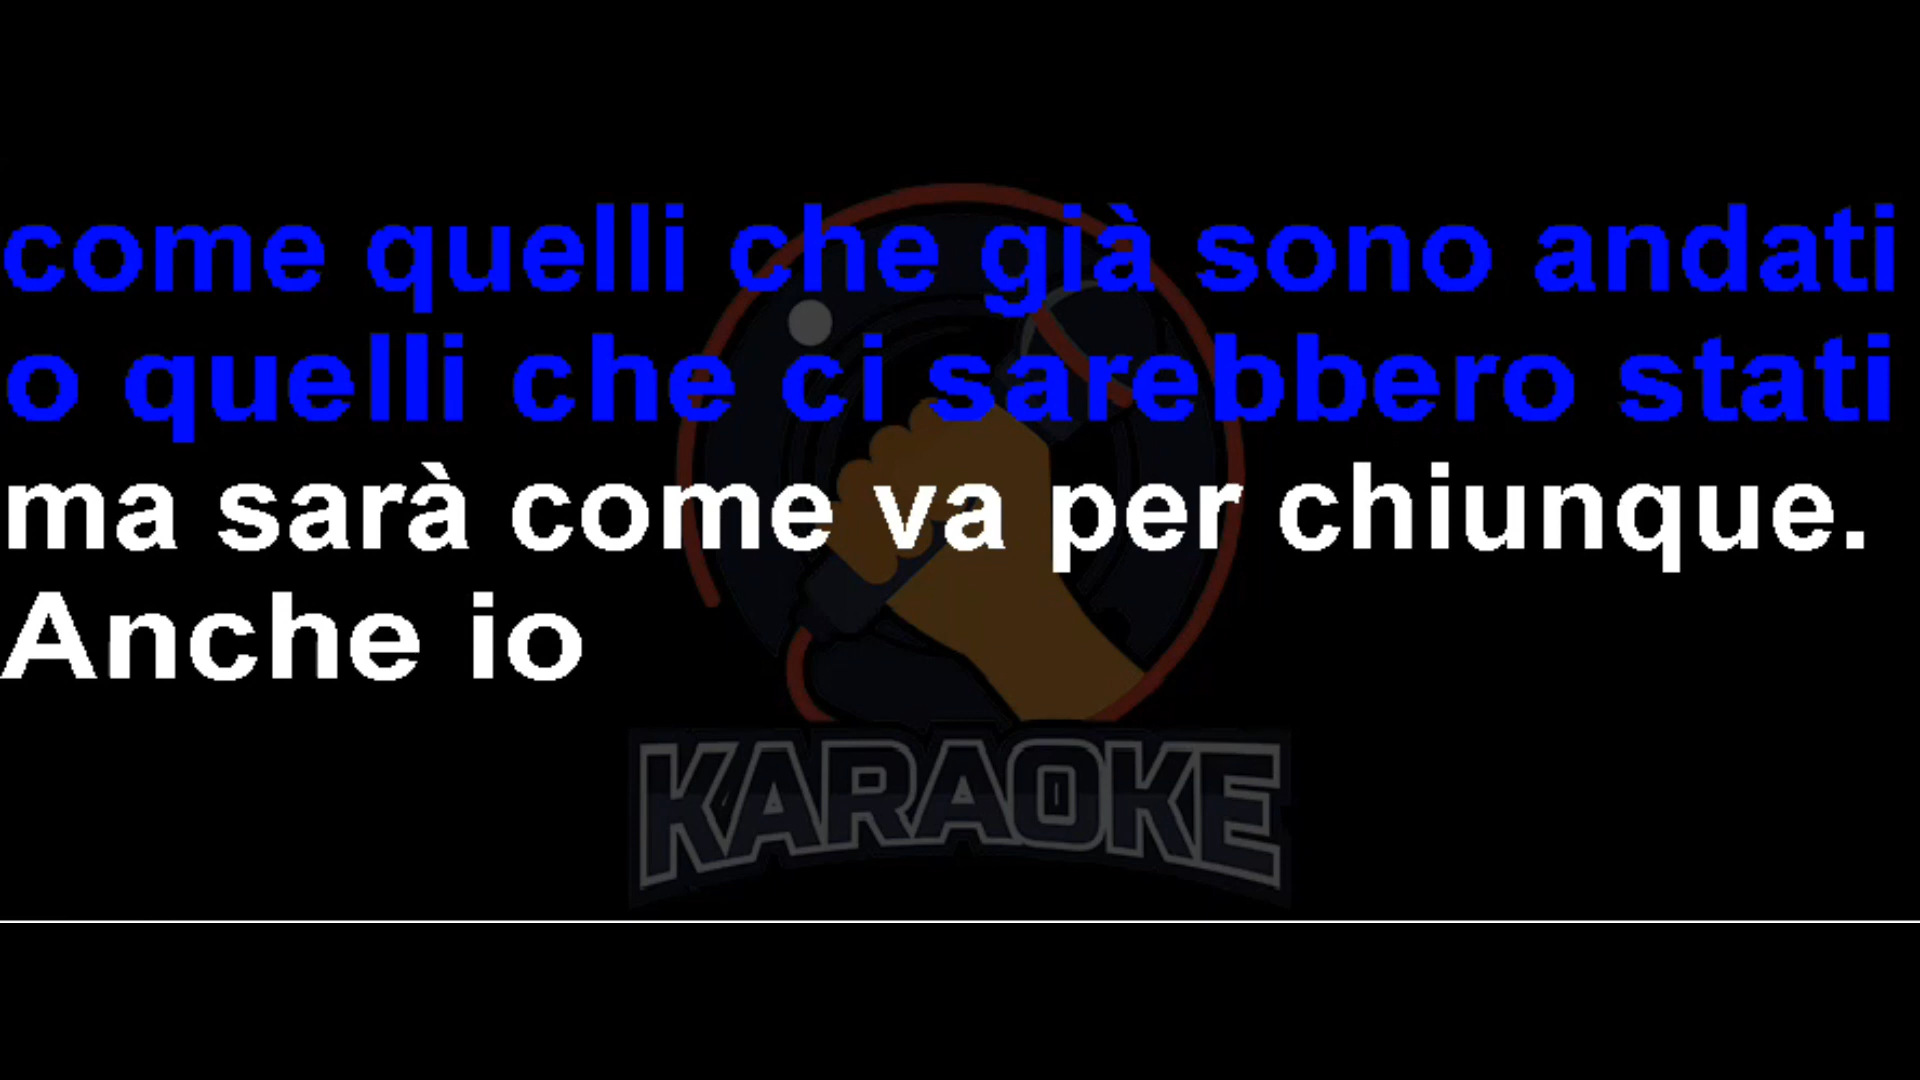 come quelli che già sono andati
o quelli che ci sarebbero stati
ma sarà come va per chiunque.
Anche io
KARAOKE